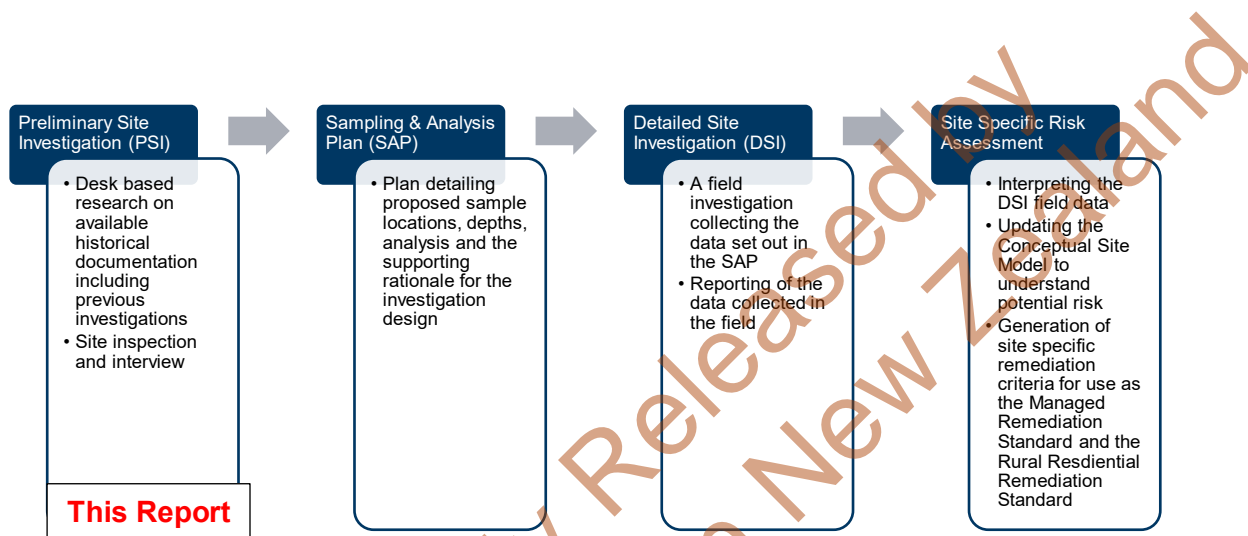 Preliminary Site
Investigation (PSI)
• Desk based
research on
available
historical
documentation
including
previous
investigations
• Site inspection
and interview
This Report
Sampling & Analysis
Plan (SAP)
• Plan detailing
proposed sample
locations, depths,
analysis and the
supporting
rationale for the
investigation
design
Detailed Site
Investigation (DSI)
• A field
investigation
collecting the
data set out in
the SAP
• Reporting of the
data collected in
the field
Site Specific Risk
Assessment
• Interpreting the
DSI field data
• Updating the
Conceptual Site
Model to
understand
potential risk
• Generation of
site specific
remediation
criteria for use as
the Managed
Remediation
Standard and the
Rural Resdiential
Remediation
Standard
Released by
New Zealand